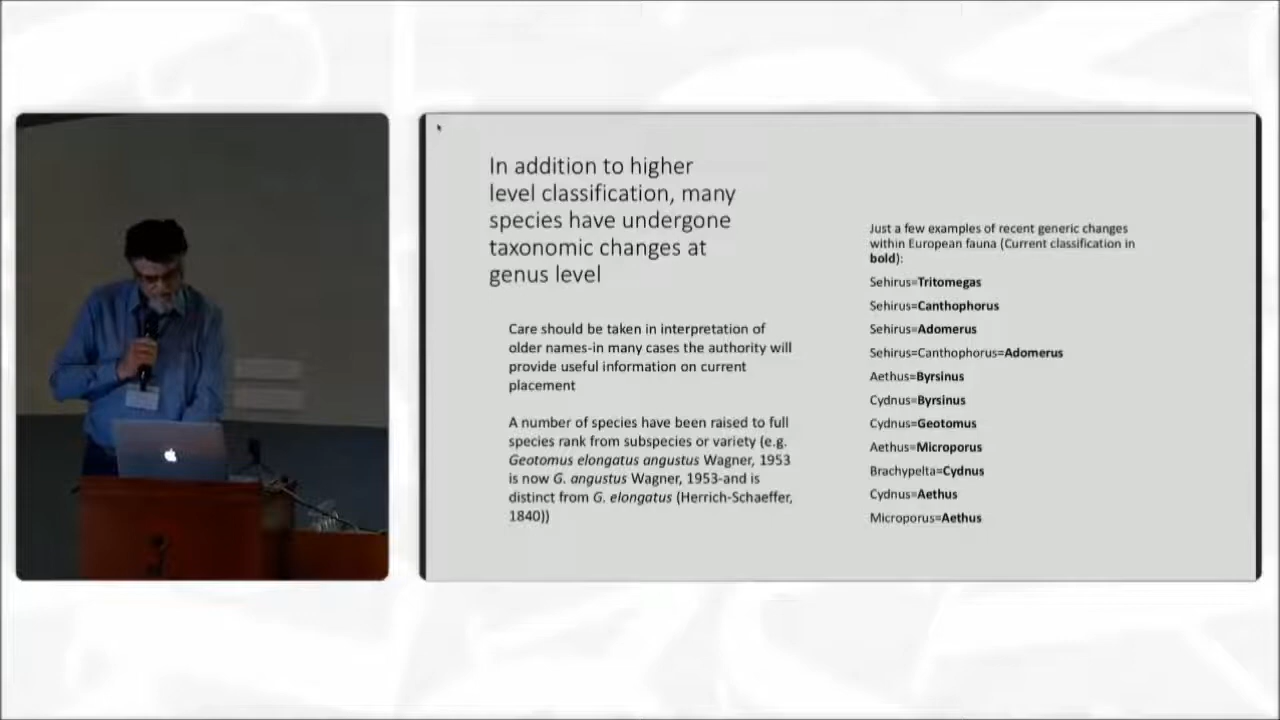 In addition to higher
level classification, many
species have undergone
taxonomic changes at
genus level
Care should be taken in interpretation of
older names-in many cases the authority will
provide useful information on current
placement
A number of species have been raised to full
species rank from subspecies or variety (e.g.
Geotomus elongatus angustus Wagner, 1953
is now G. angustus Wagner, 1953-and is
distinct from G. elongatus (Herrich-Schaeffer,
1840))
Just a few examples of recent generic changes
within European fauna (Current classification in
bold):
Sehirus=Tritomegas
Sehirus=Canthophorus
Sehirus=Adomerus
Sehirus=Canthophorus=Adomerus
Aethus=Byrsinus
Cydnus=Byrsinus
Cydnus=Geotomus
Aethus=Microporus
Brachypelta=Cydnus
Cydnus=Aethus
Microporus=Aethus